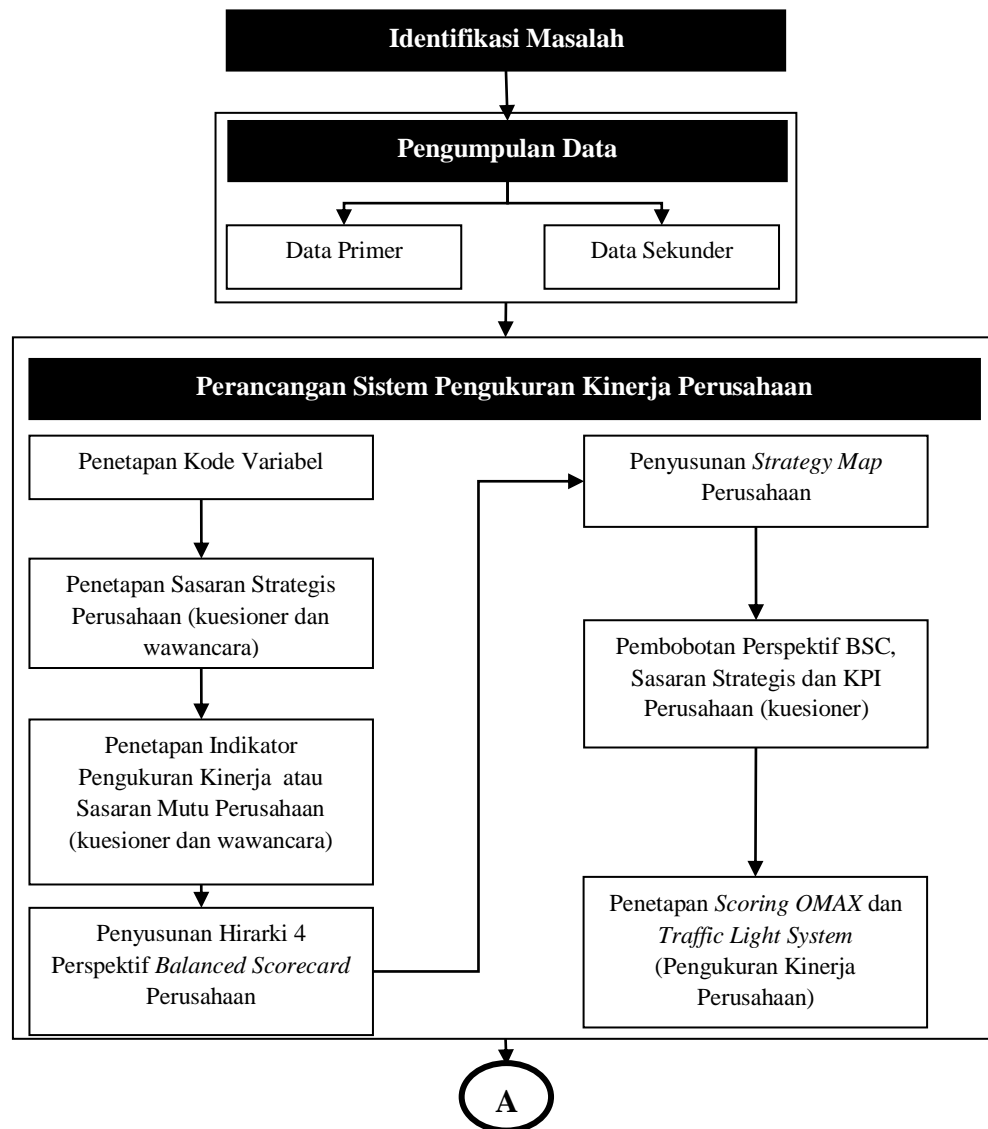 Identifikasi Masalah
Pengumpulan Data
Data Primer
Data Sekunder
Perancangan Sistem Pengukuran Kinerja Perusahaan
Penetapan Kode Variabel
Penetapan Sasaran Strategis
Perusahaan (kuesioner dan
wawancara)
Penetapan Indikator
Pengukuran Kinerja atau
Sasaran Mutu Perusahaan
(kuesioner dan wawancara)
Penyusunan Hirarki 4
Perspektif Balanced Scorecard
Perusahaan
Penyusunan Strategy Map
Perusahaan
Pembobotan Perspektif BSC,
Sasaran Strategis dan KPI
Perusahaan (kuesioner)
Penetapan Scoring OMAX dan
Traffic Light System
(Pengukuran Kinerja
Perusahaan)
A